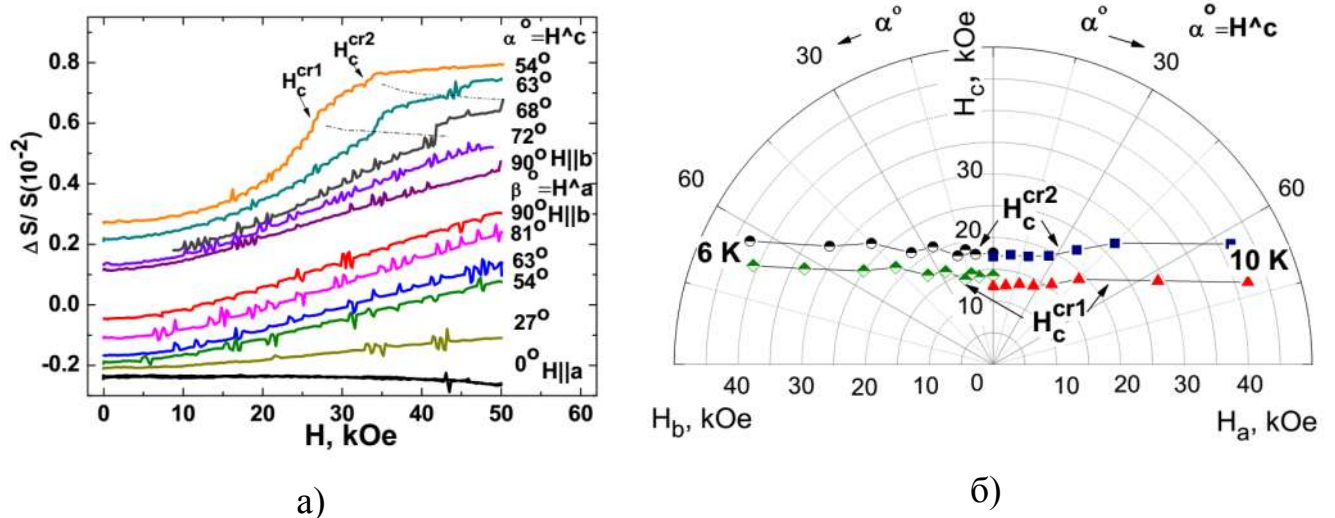 α°=H^c
H_c^cr2
H_c^cr1
54°
63°
68°
72°
90° H||b
β°=H^a
90° H||b
81°
63°
54°
27°
0° H||a
0.8
0.6
0.4
0.2
0.0
-0.2
Δ S/ S(10⁻²)
0 10 20 30 40 50 60
H, kOe
а)
α° α° α°=H^c
30 30
60 60
H_c, kOe
30
20
10
H_c^cr2
6 K 10 K
H_c^cr1
40 30 20 10 0 10 20 30 40
H_b, kOe H_a, kOe
б)